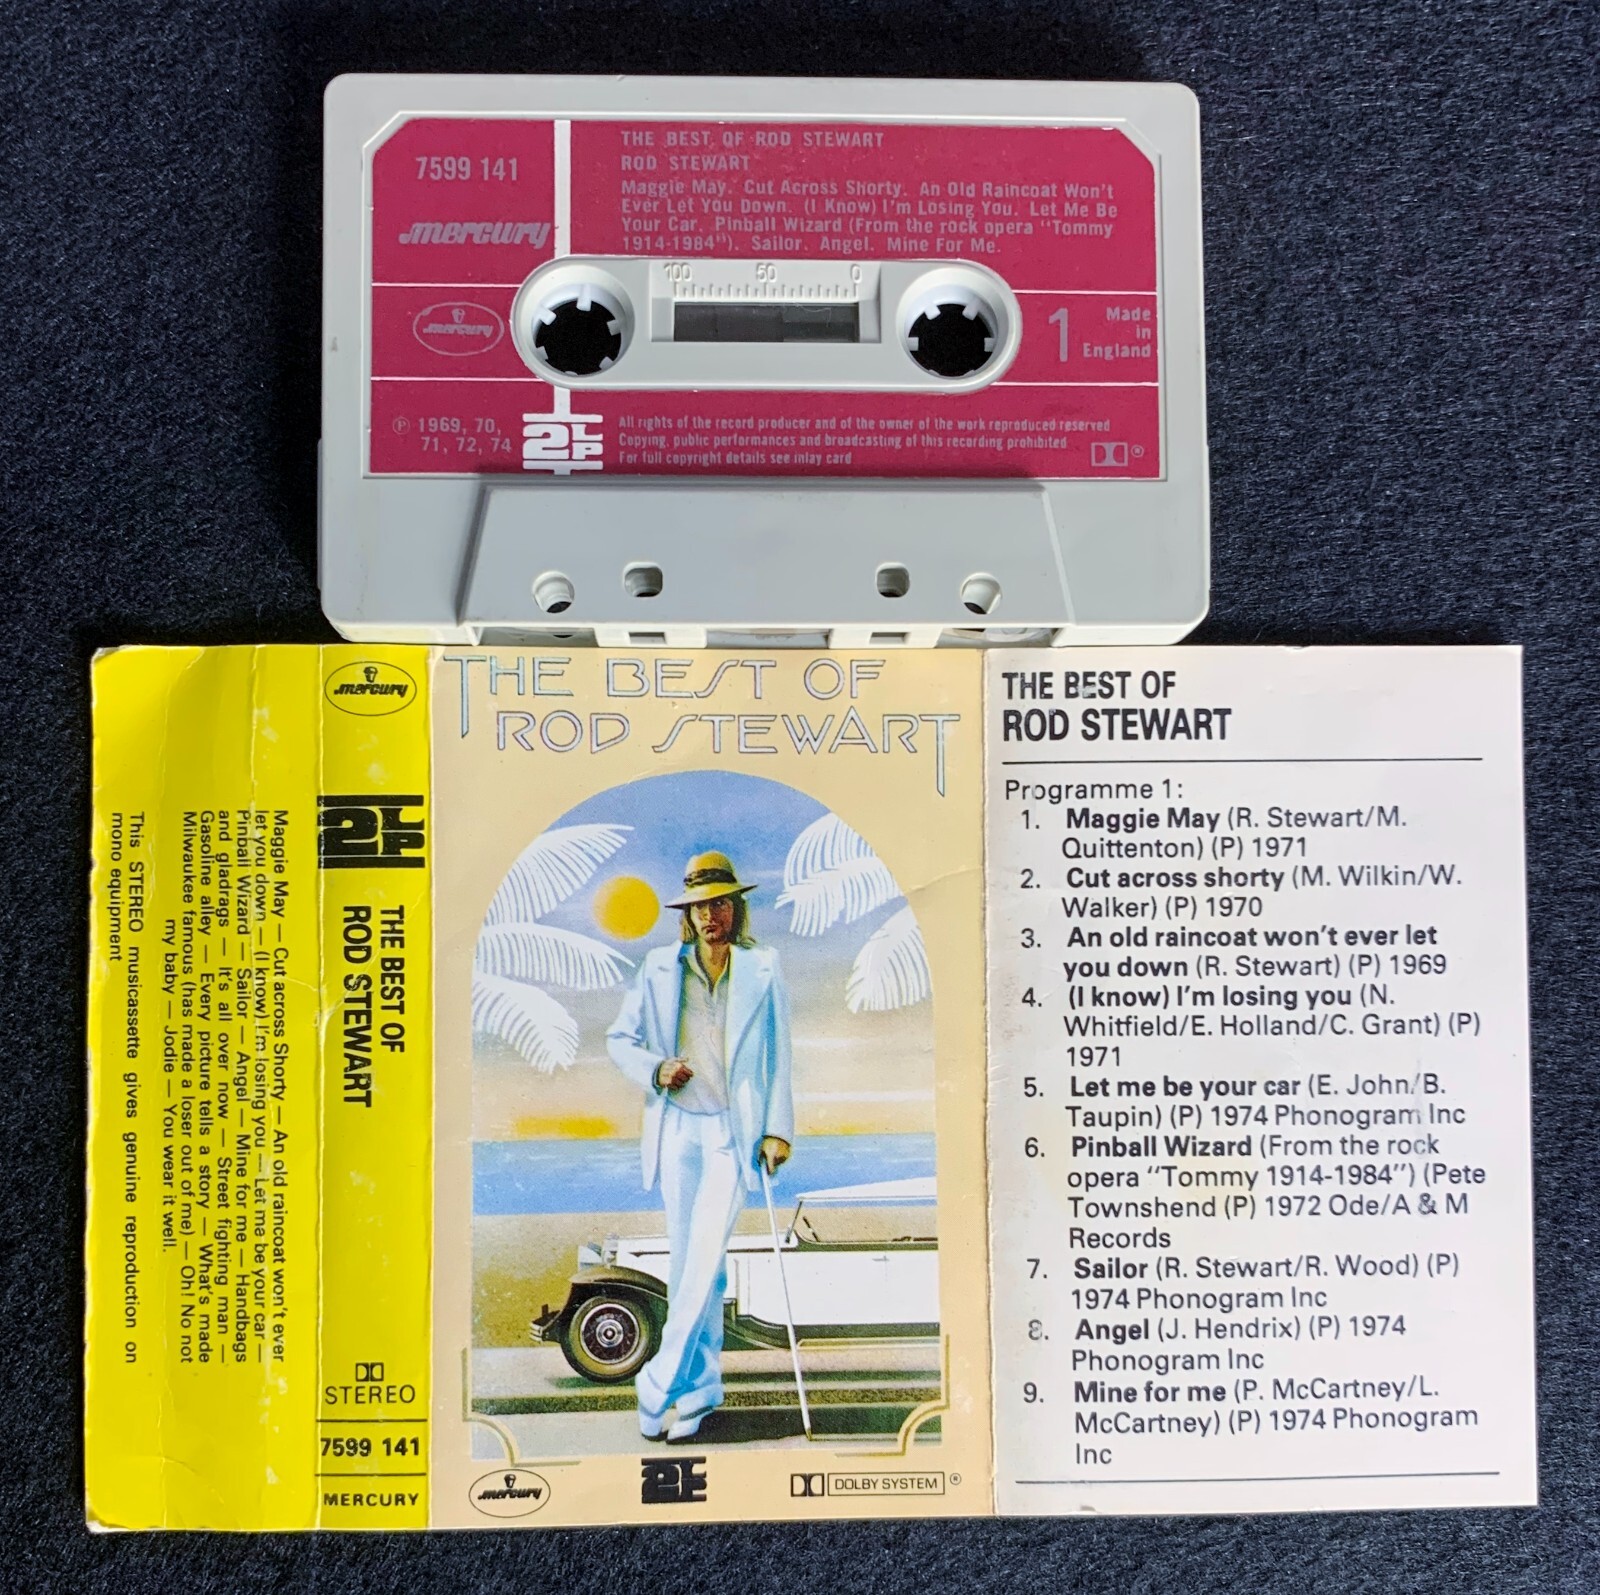 7599 141
mercury
THE BEST OF ROD STEWART
ROD STEWART
Maggie May. Cut Across Shorty. An Old Raincoat Won't
Ever Let You Down. (I Know) I'm Losing You. Let Me Be
Your Car. Pinball Wizard (From the rock opera "Tommy
1914-1984"). Sailor. Angel. Mine For Me.
100 50 0
mercury
1
Made
in
England
℗ 1969, 70,
71, 72, 74
2 LP
All rights of the record producer and of the owner of the work reproduced reserved
Copying, public performances and broadcasting of this recording prohibited
For full copyright details see inlay card
®
Maggie May — Cut across Shorty — An old raincoat won't ever
let you down — (I know) I'm losing you — Let me be your car —
Pinball Wizard — Sailor — Angel — Mine for me — Handbags
and gladrags — It's all over now — Street fighting man —
Gasoline alley — Every picture tells a story — What's made
Milwaukee famous (has made a loser out of me) — Oh! No not
my baby — Jodie — You wear it well.
This STEREO musicassette gives genuine reproduction on
mono equipment
mercury
2 LP
THE BEST OF
ROD STEWART
STEREO
7599 141
MERCURY
THE BEST OF
ROD STEWART
mercury
2 LP
DOLBY SYSTEM ®
THE BEST OF
ROD STEWART
Programme 1:
1. Maggie May (R. Stewart/M.
Quittenton) (P) 1971
2. Cut across shorty (M. Wilkin/W.
Walker) (P) 1970
3. An old raincoat won't ever let
you down (R. Stewart) (P) 1969
4. (I know) I'm losing you (N.
Whitfield/E. Holland/C. Grant) (P)
1971
5. Let me be your car (E. John/B.
Taupin) (P) 1974 Phonogram Inc
6. Pinball Wizard (From the rock
opera "Tommy 1914-1984") (Pete
Townshend (P) 1972 Ode/A & M
Records
7. Sailor (R. Stewart/R. Wood) (P)
1974 Phonogram Inc
8. Angel (J. Hendrix) (P) 1974
Phonogram Inc
9. Mine for me (P. McCartney/L.
McCartney) (P) 1974 Phonogram
Inc